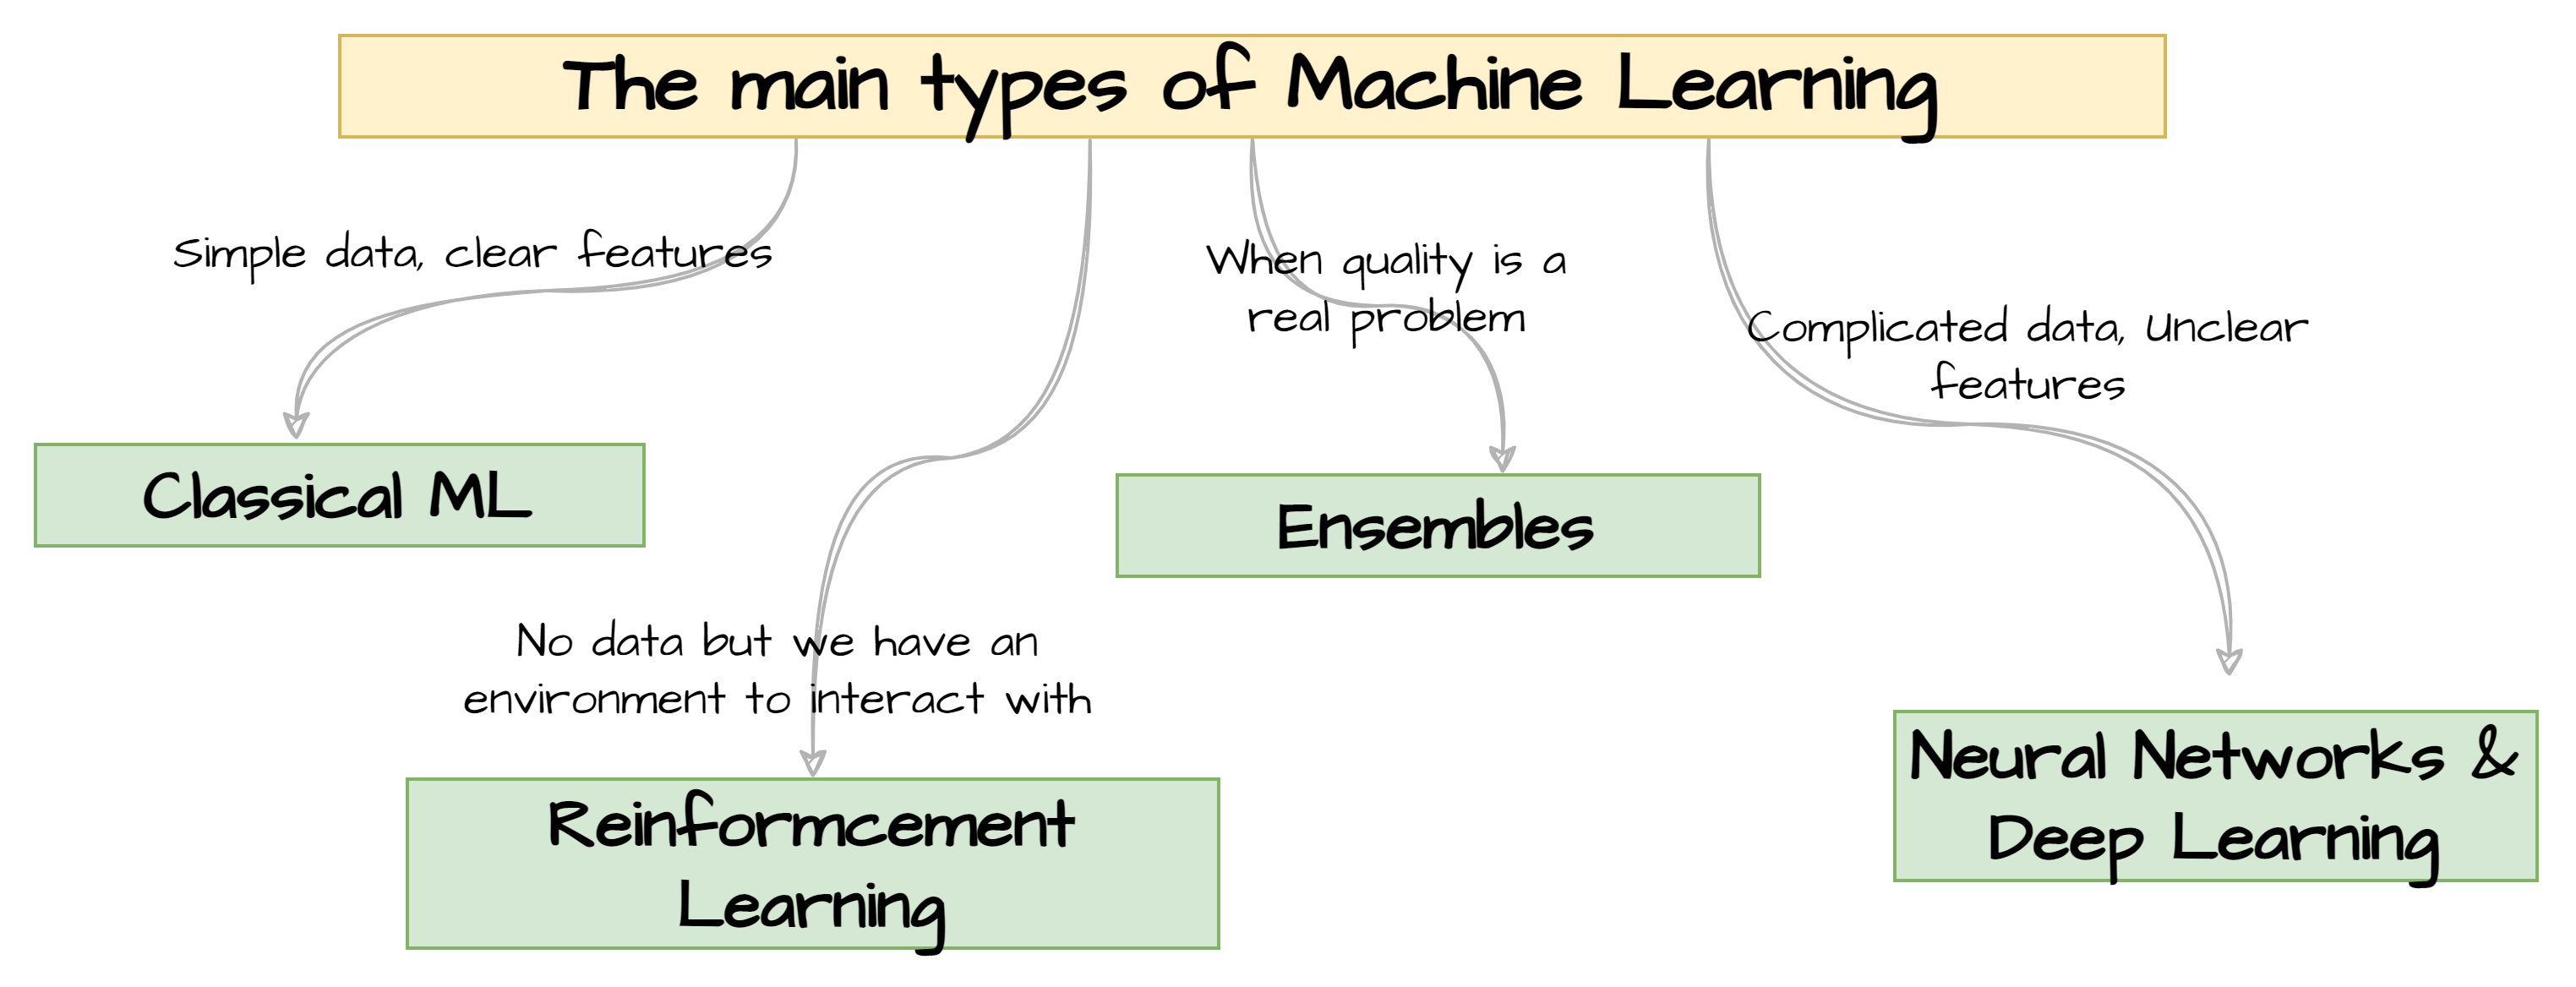 The main types of Machine Learning
Simple data, clear features
When quality is a
real problem
Complicated data, Unclear
features
Classical ML
Ensembles
No data but we have an
environment to interact with
Neural Networks &
Deep Learning
Reinformcement
Learning